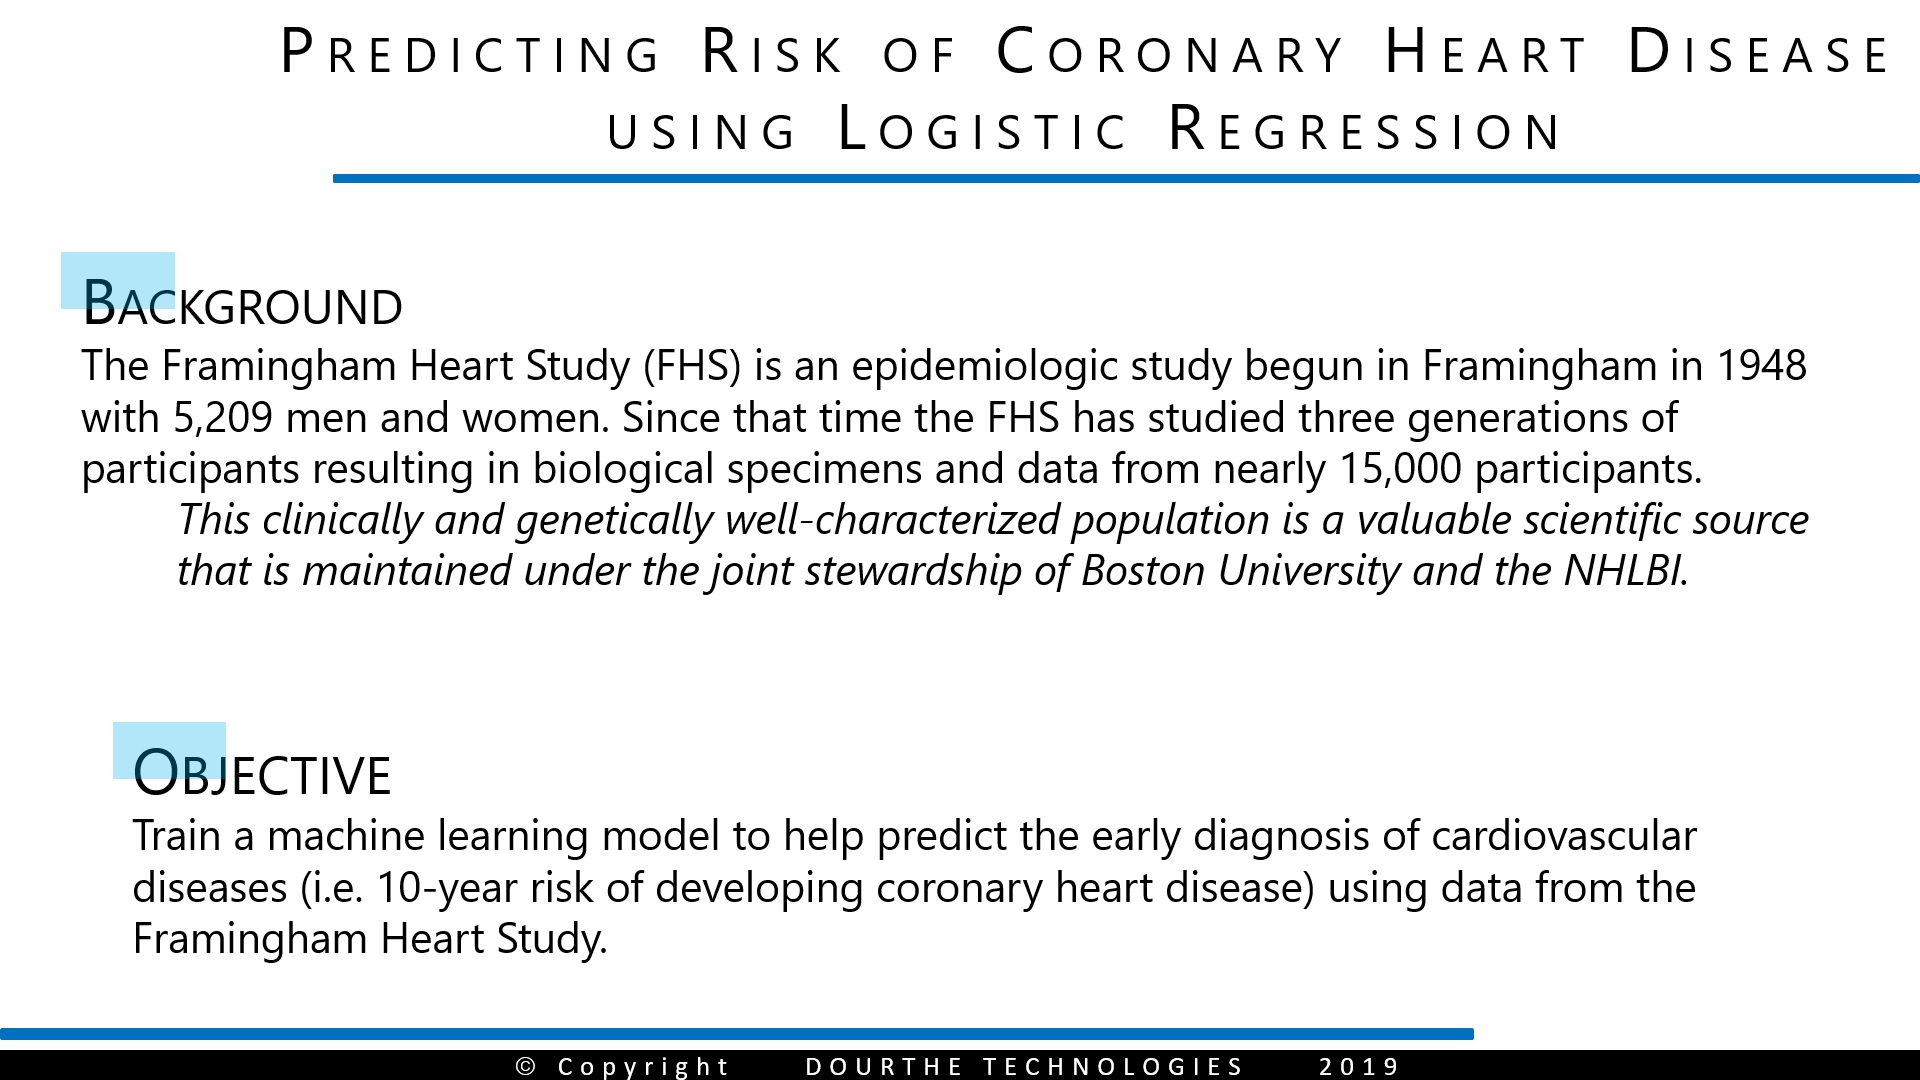 Predicting Risk of Coronary Heart Disease
using Logistic Regression
Background
The Framingham Heart Study (FHS) is an epidemiologic study begun in Framingham in 1948
with 5,209 men and women. Since that time the FHS has studied three generations of
participants resulting in biological specimens and data from nearly 15,000 participants.
This clinically and genetically well-characterized population is a valuable scientific source
that is maintained under the joint stewardship of Boston University and the NHLBI.
Objective
Train a machine learning model to help predict the early diagnosis of cardiovascular
diseases (i.e. 10-year risk of developing coronary heart disease) using data from the
Framingham Heart Study.
© Copyright DOURTHE TECHNOLOGIES 2019